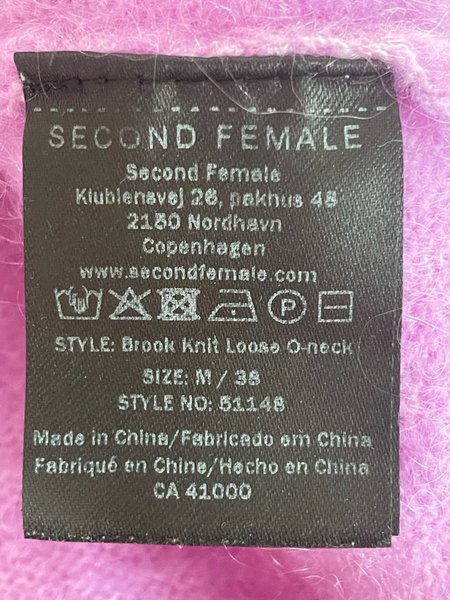 SECOND FEMALE
Second Female
Klubiensvej 26, pakhus 48
2150 Nordhavn
Copenhagen
www.secondfemale.com
P
STYLE: Brook Knit Loose O-neck
SIZE: M / 38
STYLE NO: 51148
Made in China/Fabricado em China
Fabriqué en Chine/Hecho en China
CA 41000